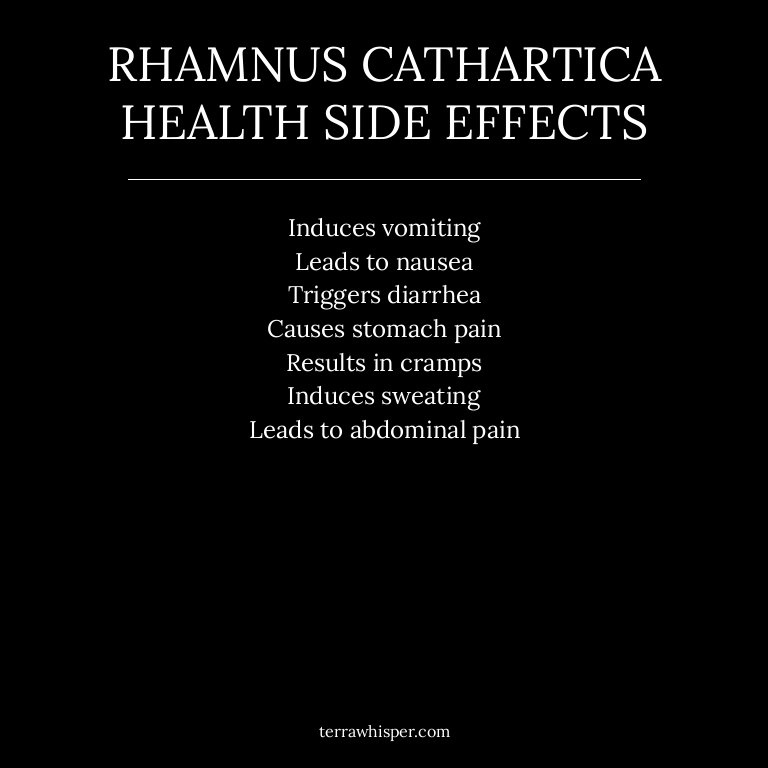 RHAMNUS CATHARTICA
HEALTH SIDE EFFECTS
Induces vomiting
Leads to nausea
Triggers diarrhea
Causes stomach pain
Results in cramps
Induces sweating
Leads to abdominal pain
terrawhisper.com